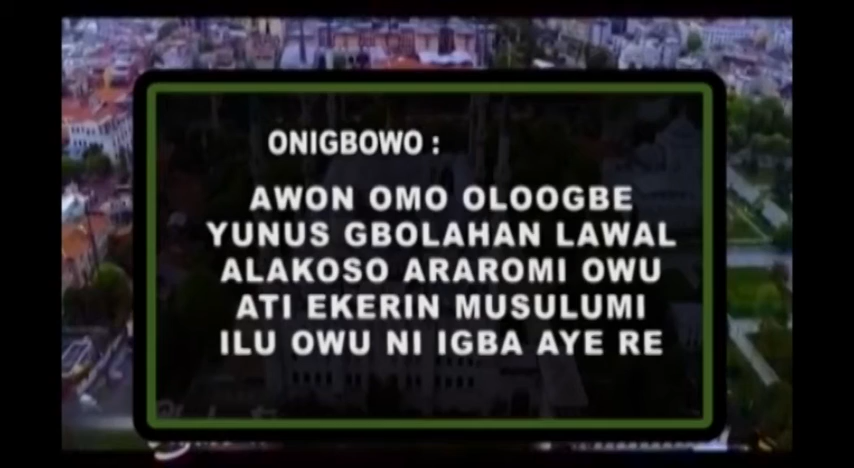 ONIGBOWO :
AWON OMO OLOOGBE
YUNUS GBOLAHAN LAWAL
ALAKOSO ARAROMI OWU
ATI EKERIN MUSULUMI
ILU OWU NI IGBA AYE RE